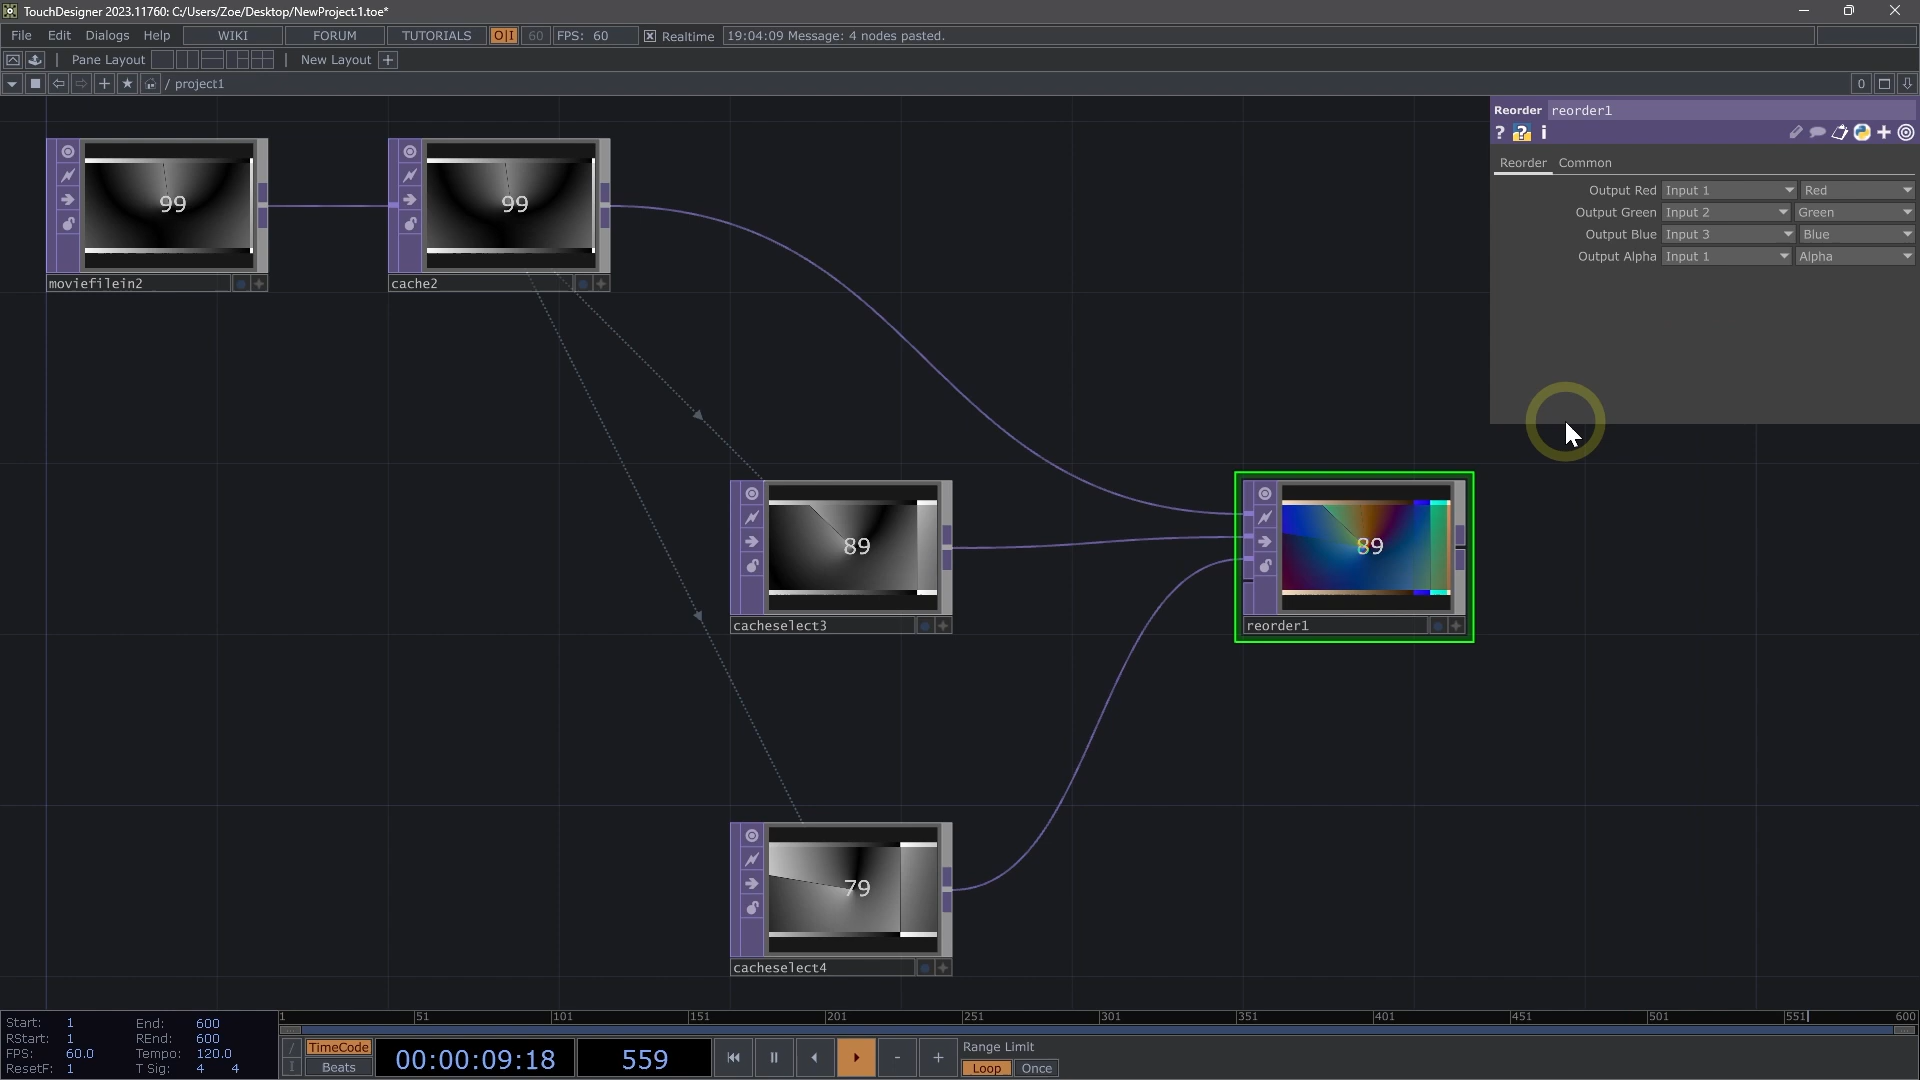 TouchDesigner 2023.11760: C:/Users/Zoe/Desktop/NewProject.1.toe*
File Edit Dialogs Help WIKI FORUM TUTORIALS O|I 60 FPS: 60 Realtime 19:04:09 Message: 4 nodes pasted.
Pane Layout New Layout +
/ project1 0
Reorder reorder1
? ? i
Reorder Common
Output Red Input 1 Red
Output Green Input 2 Green
Output Blue Input 3 Blue
Output Alpha Input 1 Alpha
99
moviefilein2
99
cache2
89
cacheselect3
89
reorder1
79
cacheselect4
1 51 101 151 201 251 301 351 401 451 501 551 600
Start: 1 End: 600
RStart: 1 REnd: 600
FPS: 60.0 Tempo: 120.0
ResetF: 1 T Sig: 4 4
TimeCode
Beats
00:00:09:18
559
- +
Range Limit
Loop Once